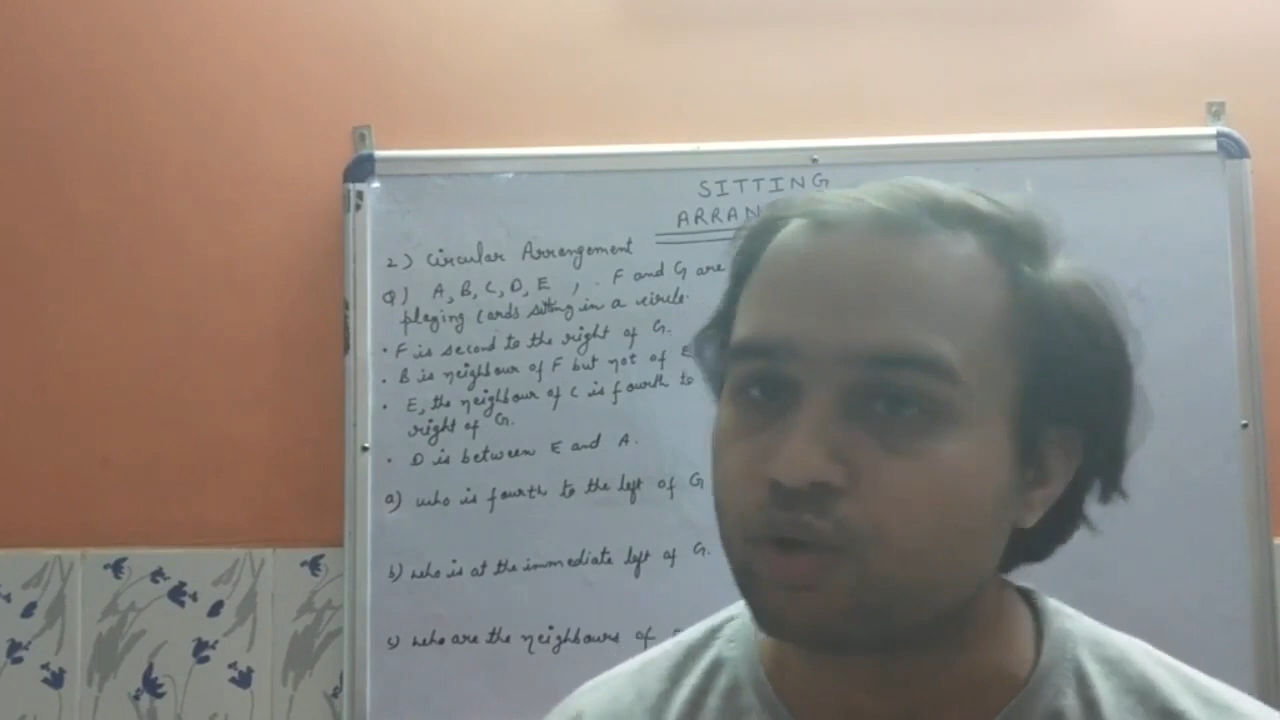 SITTING
ARRAN
2) Circular Arrangement
Q) A, B, C, D, E , . F and G are
playing cards sitting in a circle.
• F is second to the right of G.
• B is neighbour of F but not of E
• E, the neighbour of C is fourth to
right of G.
• D is between E and A.
a) who is fourth to the left of G
b) who is at the immediate left of G.
c) who are the neighbours of